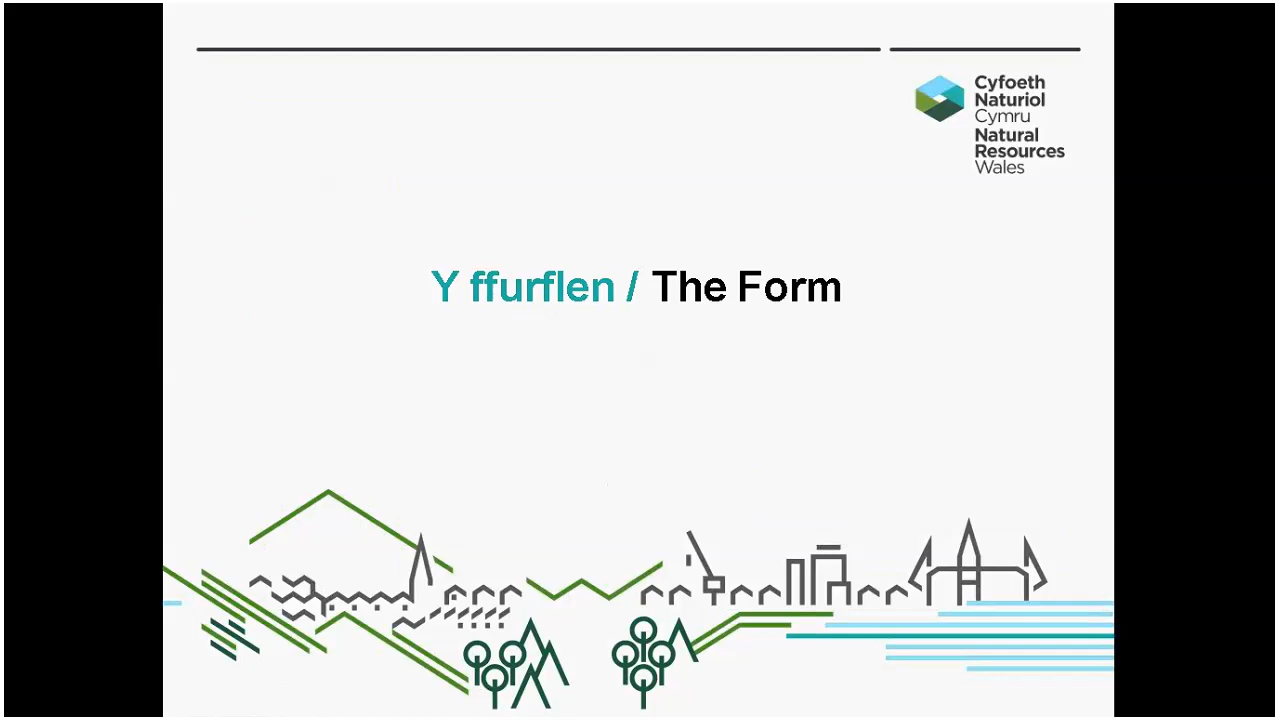 Cyfoeth
Naturiol
Cymru
Natural
Resources
Wales
Y ffurflen / The Form